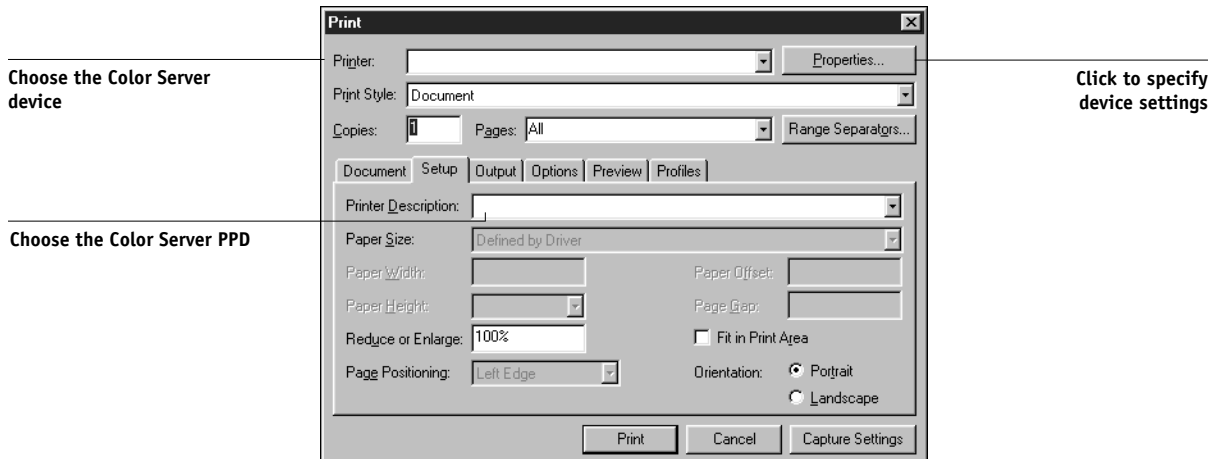 Print
Printer:
Properties...
Choose the Color Server
device
Click to specify
device settings
Print Style: Document
Copies: 1 Pages: All Range Separators...
Document Setup Output Options Preview Profiles
Printer Description:
Choose the Color Server PPD
Paper Size: Defined by Driver
Paper Width: Paper Offset:
Paper Height: Page Gap:
Reduce or Enlarge: 100% Fit in Print Area
Page Positioning: Left Edge Orientation: Portrait
Landscape
Print Cancel Capture Settings